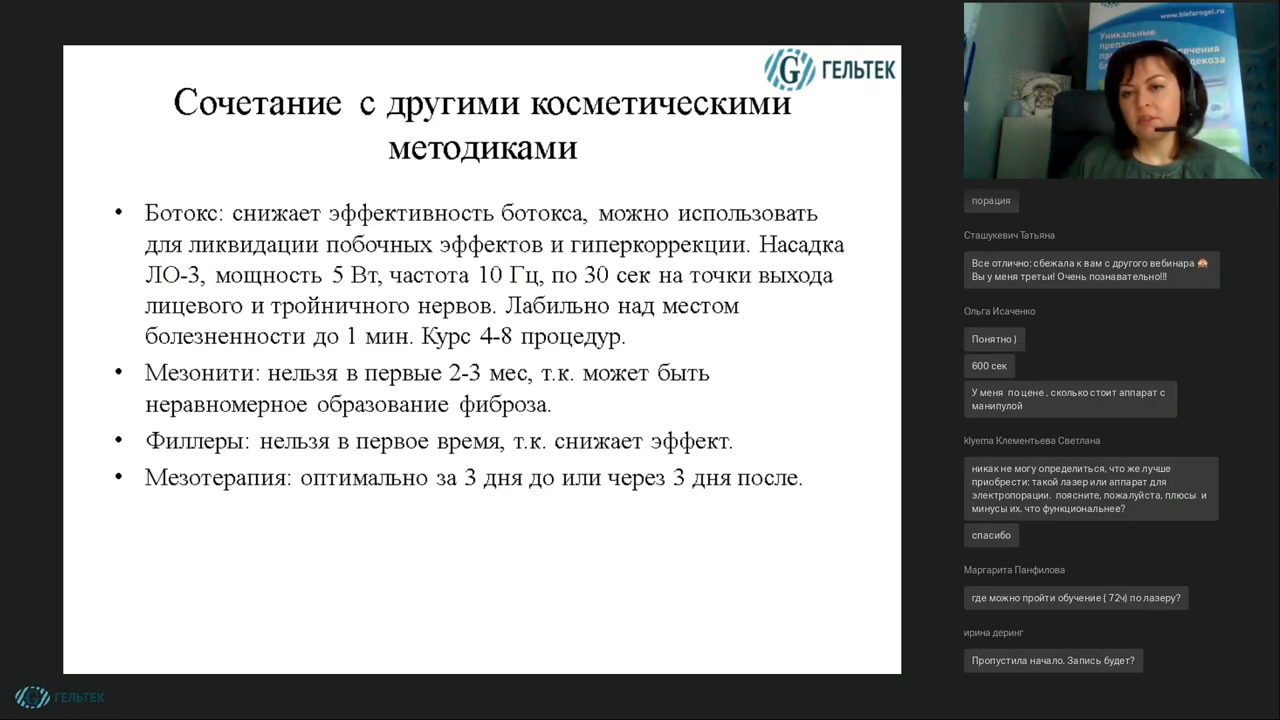 ГЕЛЬТЕК
Сочетание с другими косметическими
методиками
• Ботокс: снижает эффективность ботокса, можно использовать
для ликвидации побочных эффектов и гиперкоррекции. Насадка
ЛО-3, мощность 5 Вт, частота 10 Гц, по 30 сек на точки выхода
лицевого и тройничного нервов. Лабильно над местом
болезненности до 1 мин. Курс 4-8 процедур.
• Мезонити: нельзя в первые 2-3 мес, т.к. может быть
неравномерное образование фиброза.
• Филлеры: нельзя в первое время, т.к. снижает эффект.
• Мезотерапия: оптимально за 3 дня до или через 3 дня после.
ГЕЛЬТЕК
www.blefarogel.ru
Уникальные
порация
Сташукевич Татьяна
Все отлично: сбежала к вам с другого вебинара 🙈
Вы у меня третьи! Очень познавательно!!!
Ольга Исаченко
Понятно )
600 сек
У меня по цене , сколько стоит аппарат с
манипулой
klyema Клементьева Светлана
никак не могу определиться, что же лучше
приобрести: такой лазер или аппарат для
электропорации. поясните, пожалуйста, плюсы и
минусы их. что функциональнее?
спасибо
Маргарита Панфилова
где можно пройти обучение ( 72ч) по лазеру?
ирина деринг
Пропустила начало. Запись будет?